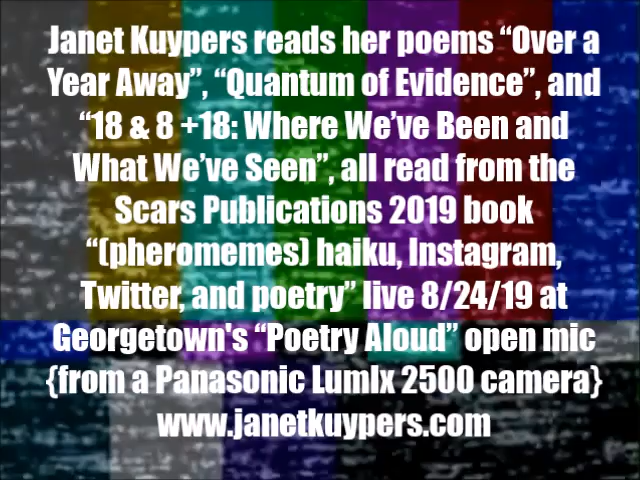 Janet Kuypers reads her poems “Over a
Year Away”, “Quantum of Evidence”, and
“18 & 8 +18: Where We’ve Been and
What We’ve Seen”, all read from the
Scars Publications 2019 book
“(pheromemes) haiku, Instagram,
Twitter, and poetry” live 8/24/19 at
Georgetown's “Poetry Aloud” open mic
{from a Panasonic LumIx 2500 camera}
www.janetkuypers.com